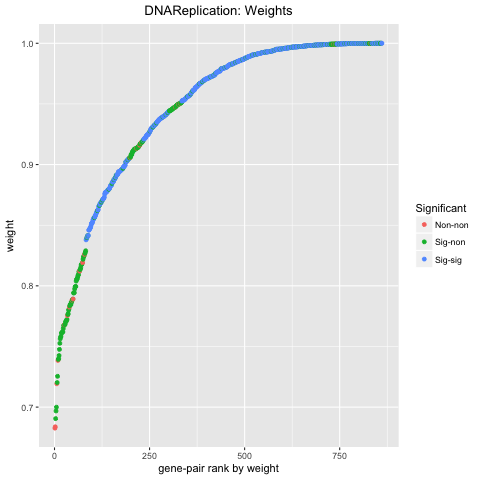 DNAReplication: Weights
1.0
0.9
0.8
0.7
weight
0
250
500
750
gene-pair rank by weight
Significant
Non-non
Sig-non
Sig-sig